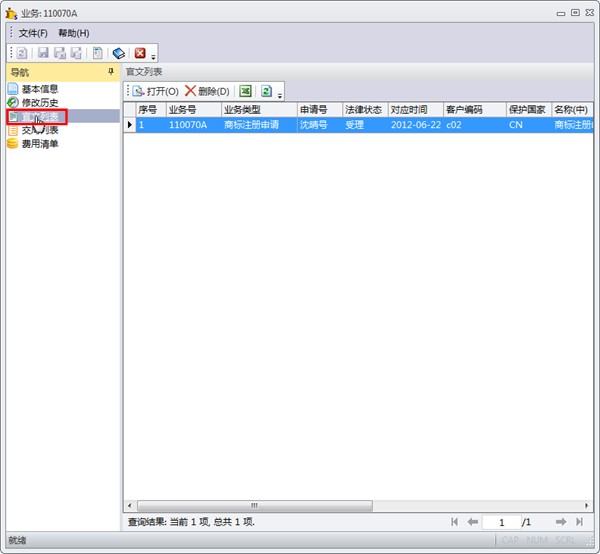 业务: 110070A
文件(F) 帮助(H)
导航
基本信息
修改历史
官文列表
交底列表
费用清单
官文列表
打开(O) 删除(D)
序号 业务号 业务类型 申请号 法律状态 对应时间 客户编码 保护国家 名称(中)
1 110070A 商标注册申请 沈晴号 受理 2012-06-22 c02 CN 商标注册
查询结果: 当前 1 项, 总共 1 项.
1 /1
就绪
CAP NUM SCRL